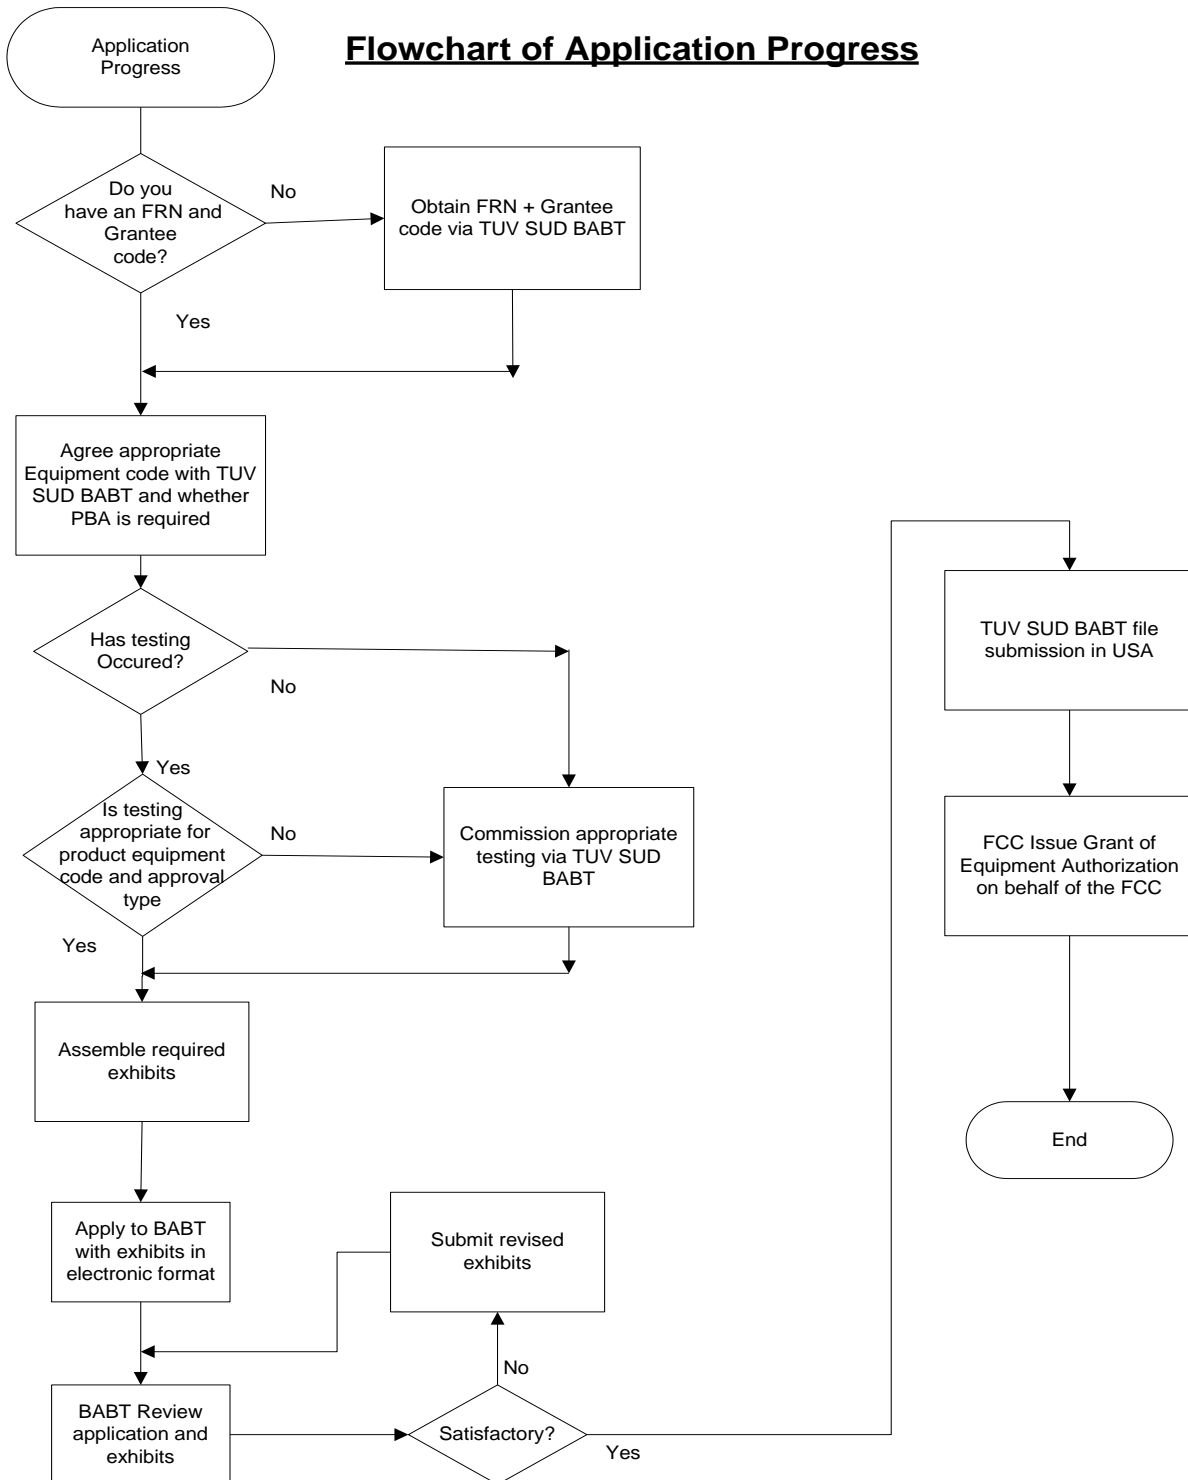 Flowchart of Application Progress
Application
Progress
Do you
have an FRN and
Grantee
code?
No
Obtain FRN + Grantee
code via TUV SUD BABT
Yes
Agree appropriate
Equipment code with TUV
SUD BABT and whether
PBA is required
Has testing
Occured?
No
Yes
Is testing
appropriate for
product equipment
code and approval
type
No
Commission appropriate
testing via TUV SUD
BABT
Yes
Assemble required
exhibits
Apply to BABT
with exhibits in
electronic format
Submit revised
exhibits
BABT Review
application and
exhibits
Satisfactory?
No
Yes
TUV SUD BABT file
submission in USA
FCC Issue Grant of
Equipment Authorization
on behalf of the FCC
End